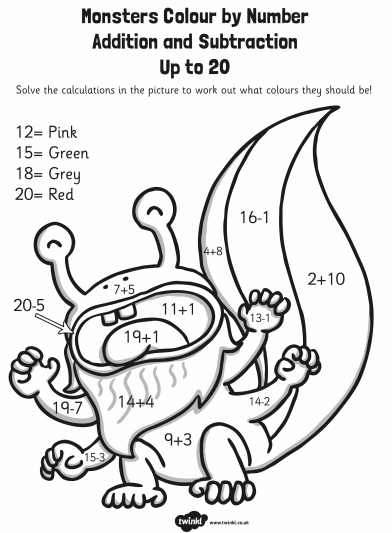 Monsters Colour by Number
Addition and Subtraction
Up to 20
Solve the calculations in the picture to work out what colours they should be!
12= Pink
15= Green
18= Grey
20= Red
16-1
4+8
2+10
7+5
20-5
11+1
13-1
19+1
19-7
14+4
14-2
9+3
15-3
twinkl www.twinkl.co.uk